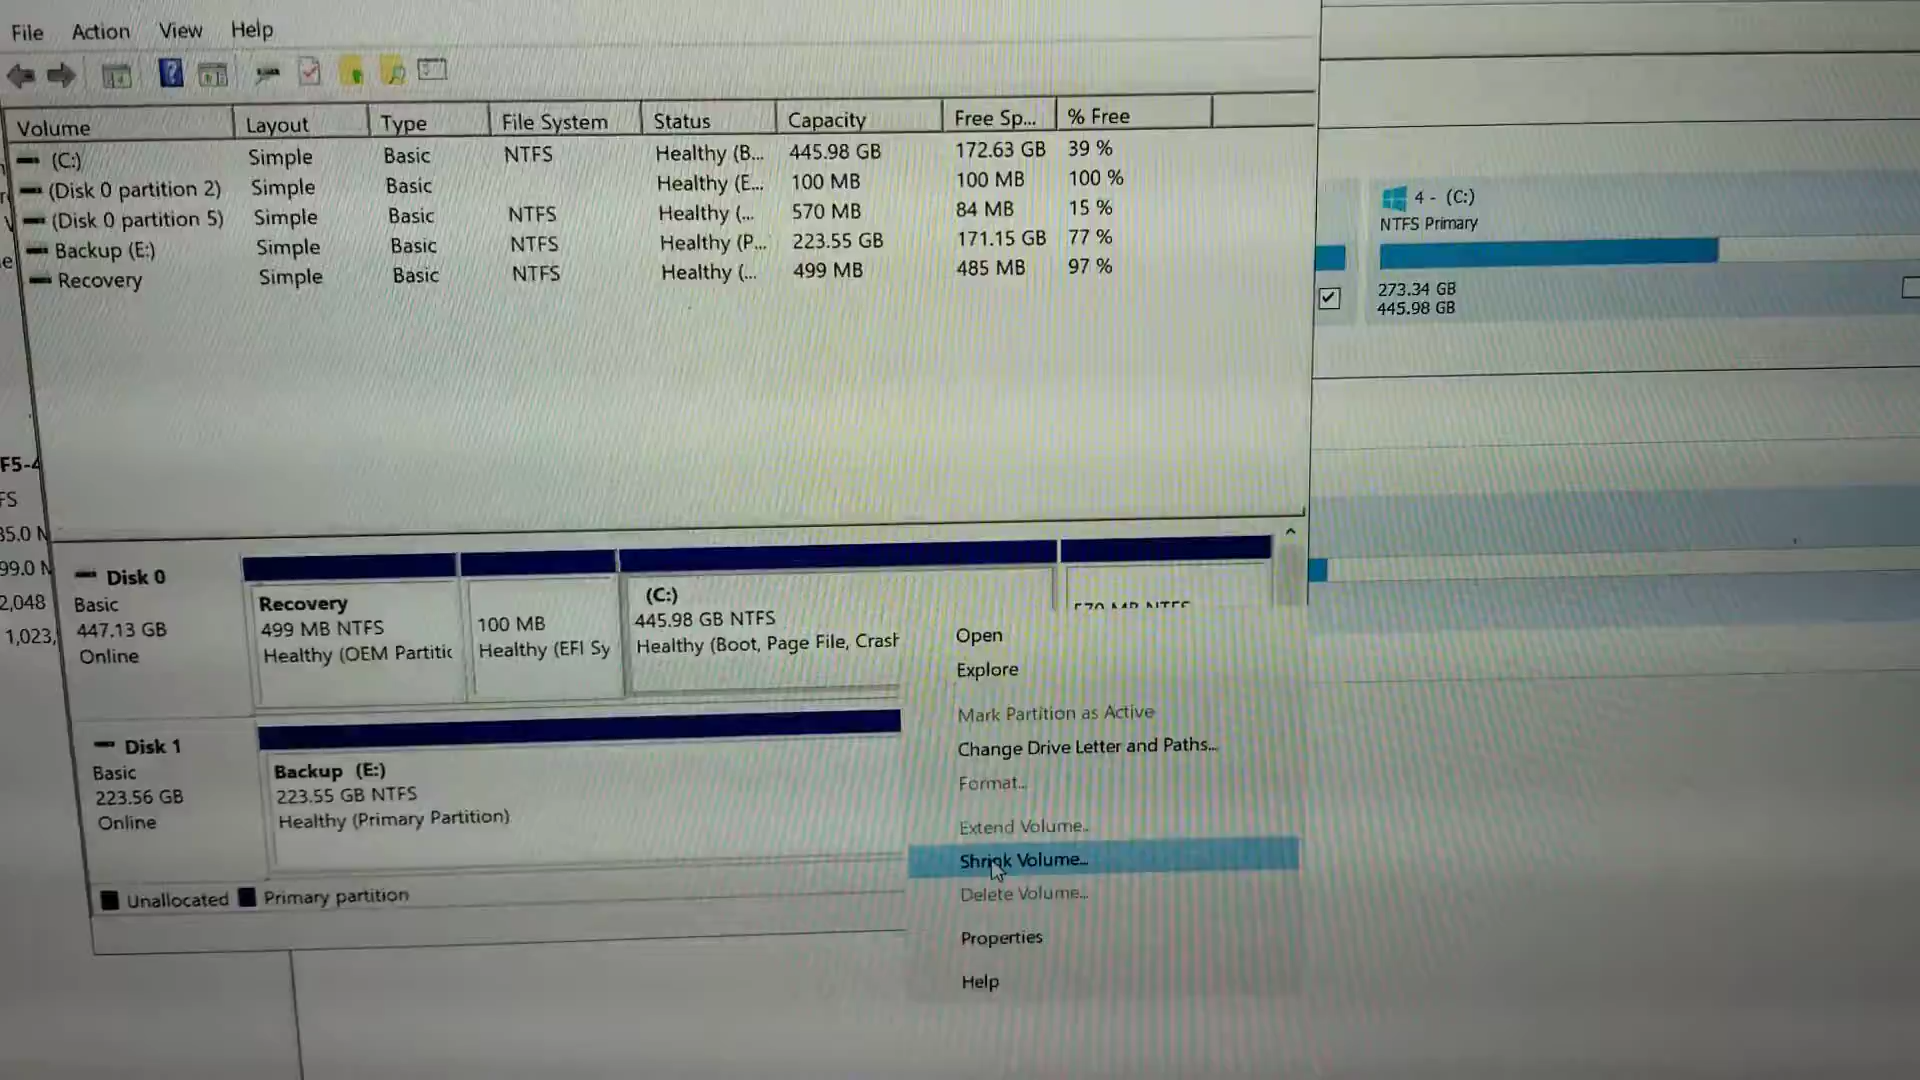 File Action View Help
Volume Layout Type File System Status Capacity Free Sp... % Free
(C:) Simple Basic NTFS Healthy (B... 445.98 GB 172.63 GB 39 %
(Disk 0 partition 2) Simple Basic Healthy (E... 100 MB 100 MB 100 %
(Disk 0 partition 5) Simple Basic NTFS Healthy (... 570 MB 84 MB 15 %
Backup (E:) Simple Basic NTFS Healthy (P... 223.55 GB 171.15 GB 77 %
Recovery Simple Basic NTFS Healthy (... 499 MB 485 MB 97 %
4 - (C:)
NTFS Primary
273.34 GB
445.98 GB
F5-4
FS
35.0 M
99.0 M
2,048
1,023,
Disk 0
Basic
447.13 GB
Online
Recovery
499 MB NTFS
Healthy (OEM Partitic
100 MB
Healthy (EFI Sy
(C:)
445.98 GB NTFS
Healthy (Boot, Page File, Crash
570 MB NTFS
Disk 1
Basic
223.56 GB
Online
Backup (E:)
223.55 GB NTFS
Healthy (Primary Partition)
Unallocated Primary partition
Open
Explore
Mark Partition as Active
Change Drive Letter and Paths...
Format...
Extend Volume...
Shrink Volume...
Delete Volume...
Properties
Help